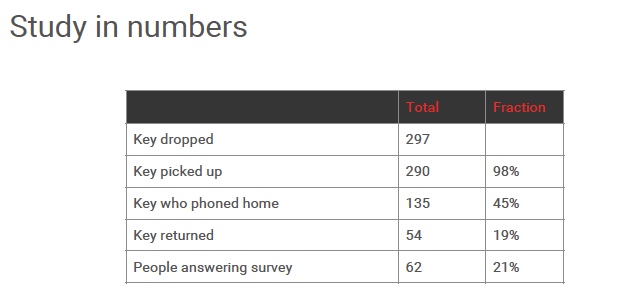 Study in numbers
Total Fraction
Key dropped 297
Key picked up 290 98%
Key who phoned home 135 45%
Key returned 54 19%
People answering survey 62 21%